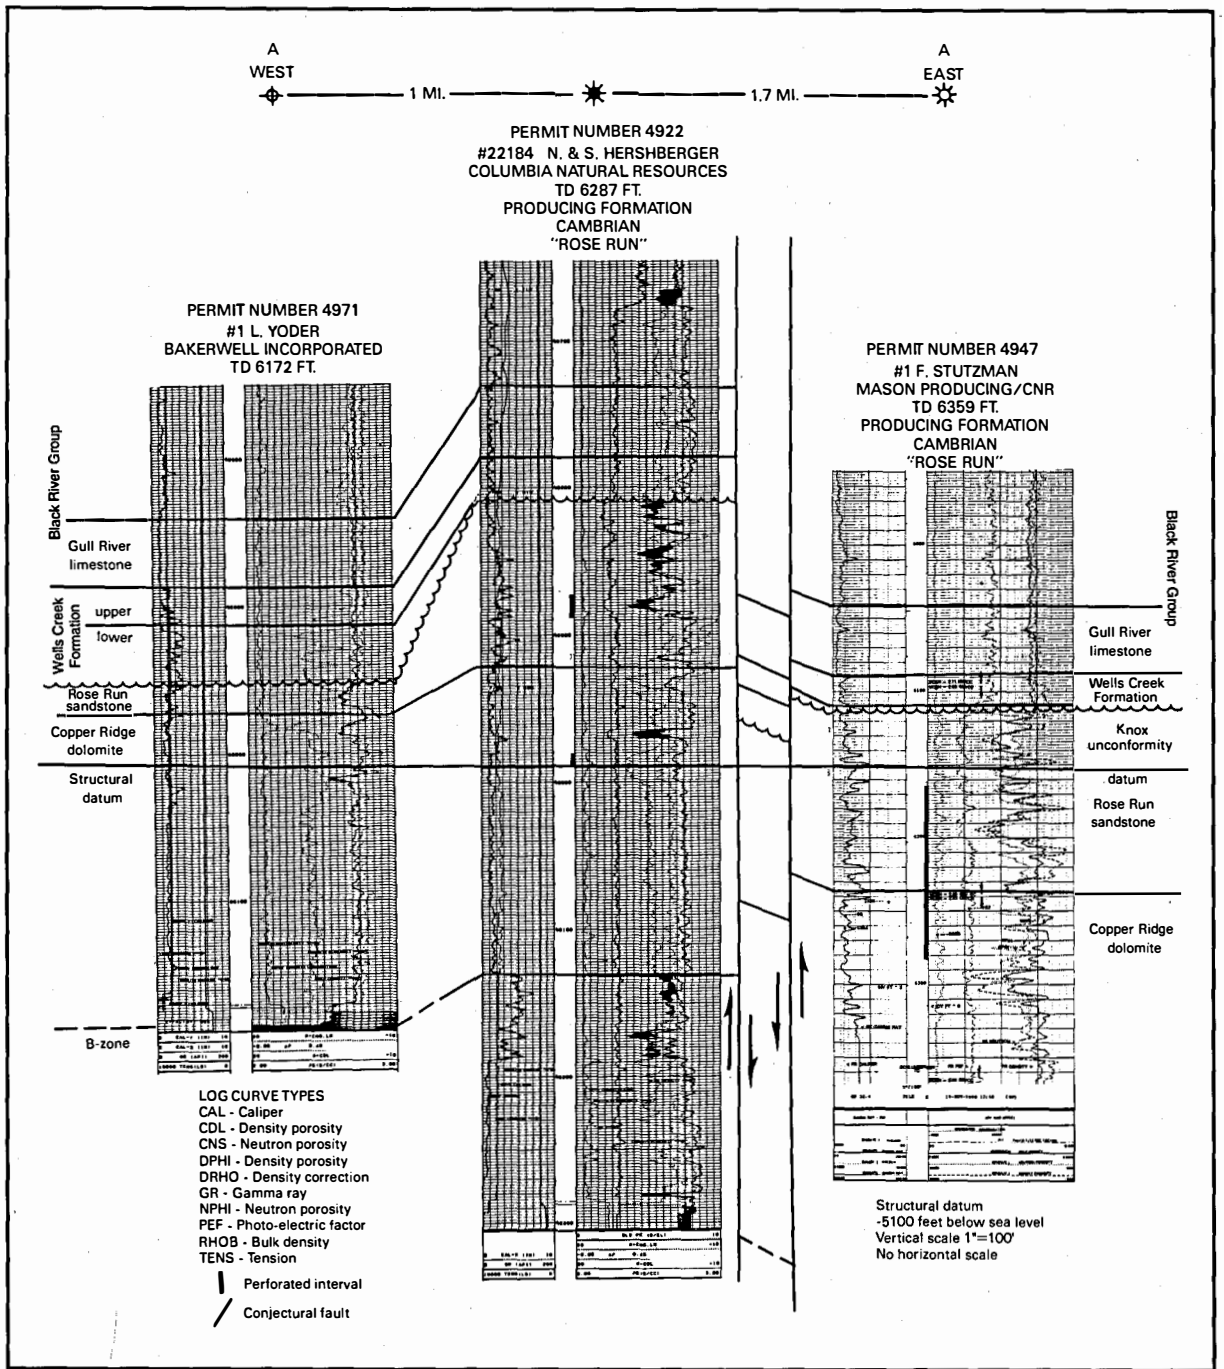 A
WEST
1 MI.
1.7 MI.
A
EAST
PERMIT NUMBER 4922
#22184 N. & S. HERSHBERGER
COLUMBIA NATURAL RESOURCES
TD 6287 FT.
PRODUCING FORMATION
CAMBRIAN
"ROSE RUN"
PERMIT NUMBER 4971
#1 L. YODER
BAKERWELL INCORPORATED
TD 6172 FT.
PERMIT NUMBER 4947
#1 F. STUTZMAN
MASON PRODUCING/CNR
TD 6359 FT.
PRODUCING FORMATION
CAMBRIAN
"ROSE RUN"
Black River Group
Gull River
limestone
Wells Creek
Formation
upper
lower
Rose Run
sandstone
Copper Ridge
dolomite
Structural
datum
B-zone
Black River Group
Gull River
limestone
Wells Creek
Formation
Knox
unconformity
datum
Rose Run
sandstone
Copper Ridge
dolomite
LOG CURVE TYPES
CAL - Caliper
CDL - Density porosity
CNS - Neutron porosity
DPHI - Density porosity
DRHO - Density correction
GR - Gamma ray
NPHI - Neutron porosity
PEF - Photo-electric factor
RHOB - Bulk density
TENS - Tension
Perforated interval
Conjectural fault
Structural datum
-5100 feet below sea level
Vertical scale 1"=100'
No horizontal scale